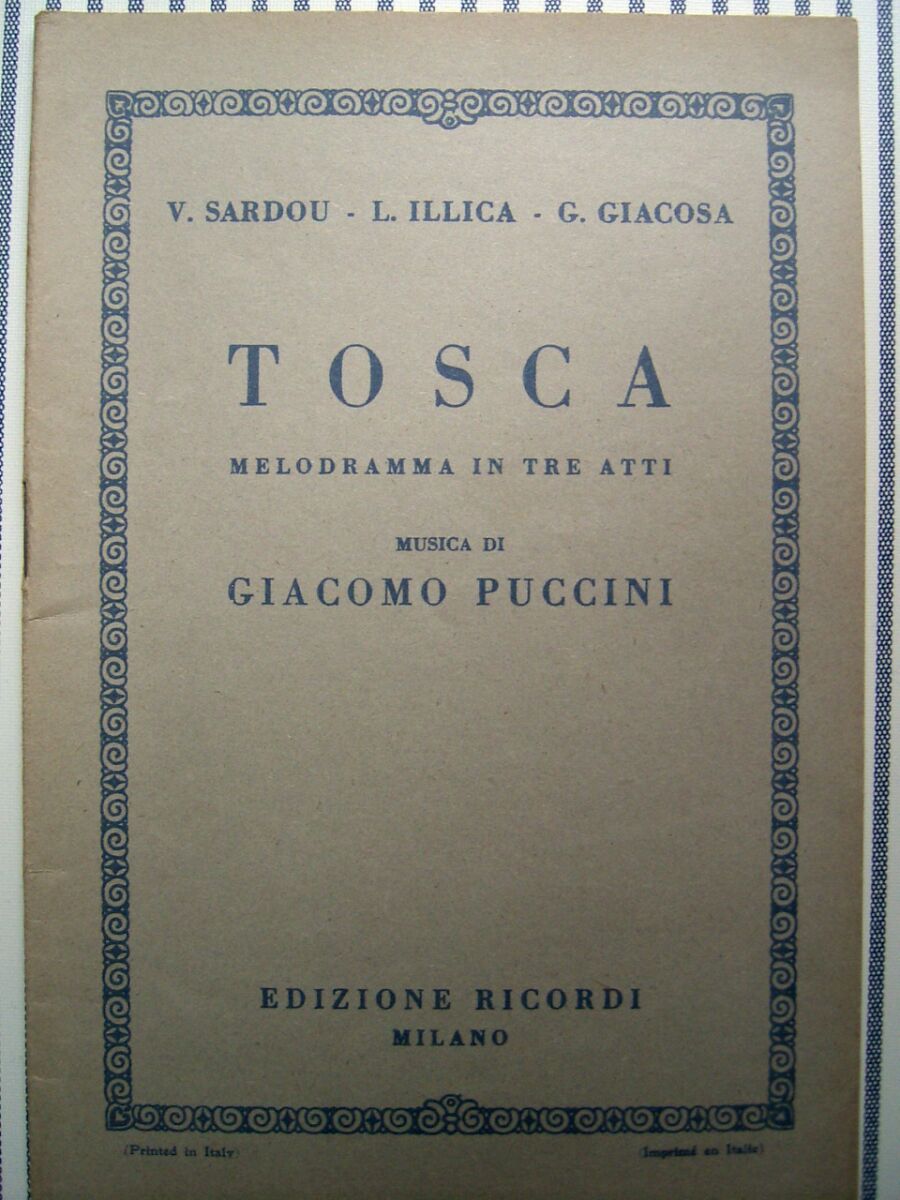 V. SARDOU - L. ILLICA - G. GIACOSA
TOSCA
MELODRAMMA IN TRE ATTI
MUSICA DI
GIACOMO PUCCINI
EDIZIONE RICORDI
MILANO
(Printed in Italy) (Imprimé en Italie)